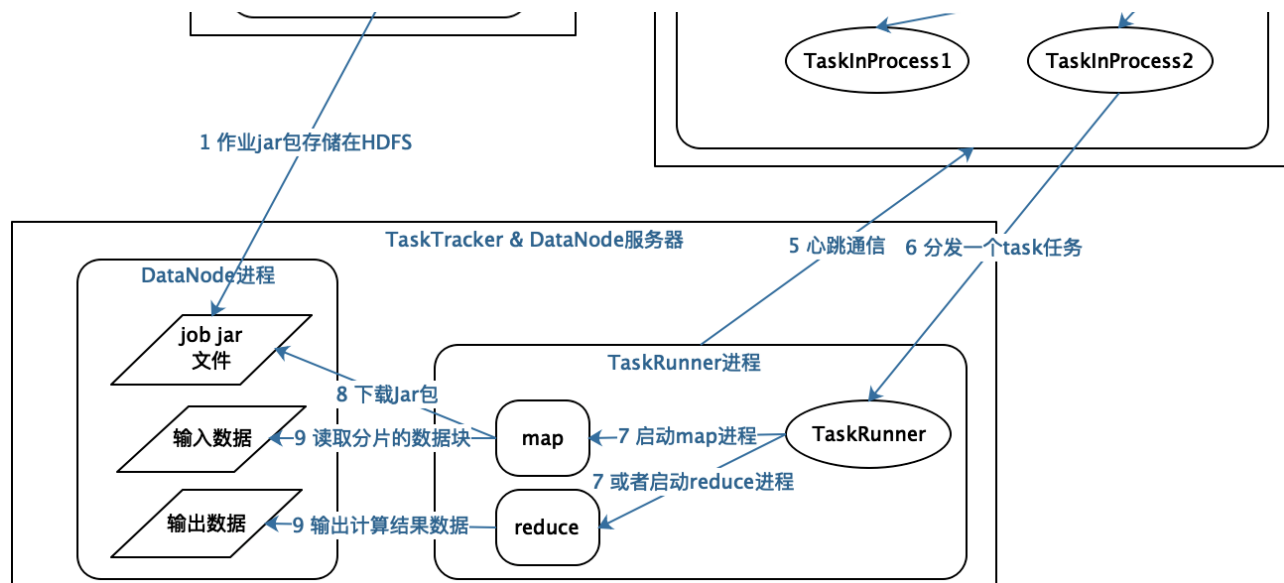 TaskInProcess1
TaskInProcess2
1 作业jar包存储在HDFS
TaskTracker & DataNode服务器
5 心跳通信
6 分发一个task任务
DataNode进程
job jar
文件
TaskRunner进程
8 下载Jar包
输入数据
9 读取分片的数据块
map
7 启动map进程
TaskRunner
7 或者启动reduce进程
输出数据
9 输出计算结果数据
reduce